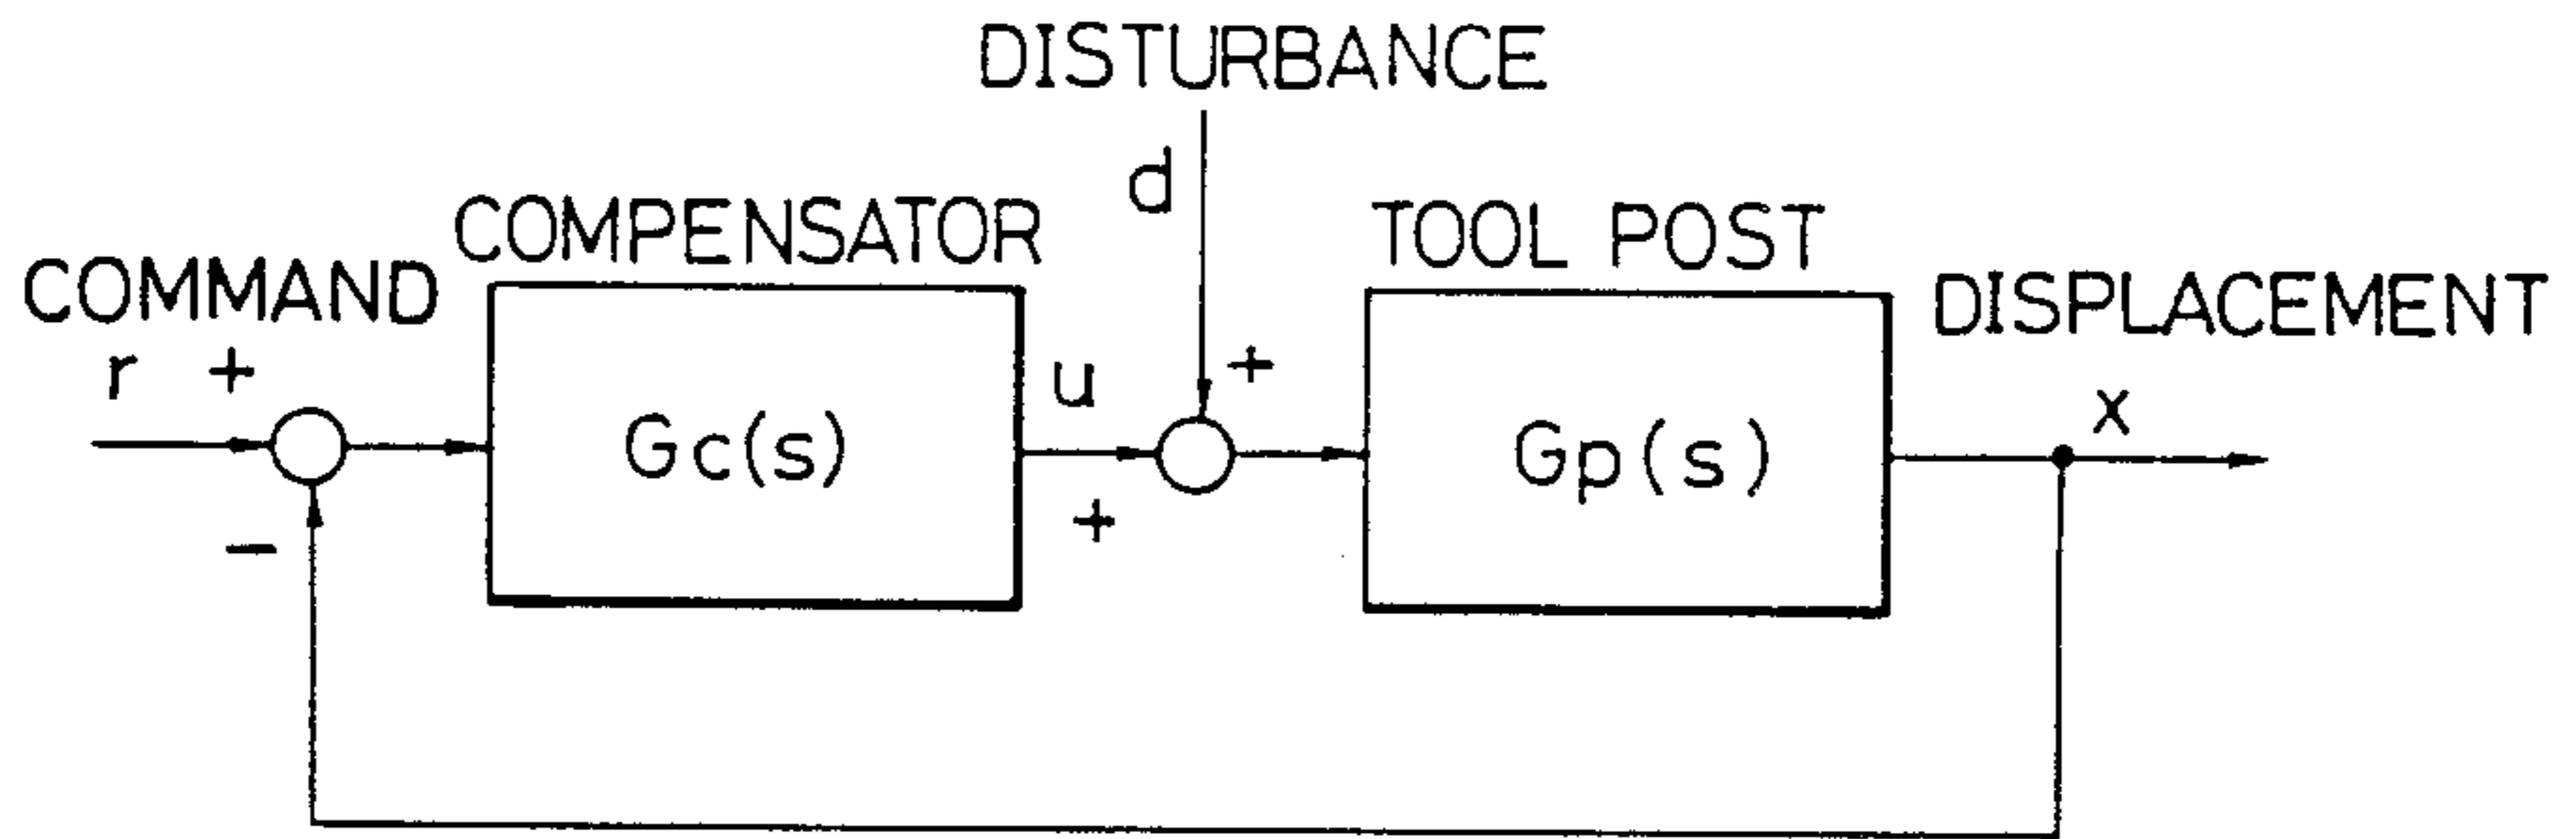 DISTURBANCE
d
COMPENSATOR
TOOL POST
COMMAND
DISPLACEMENT
r +
u
+
x
Gc(s)
Gp(s)
+
−